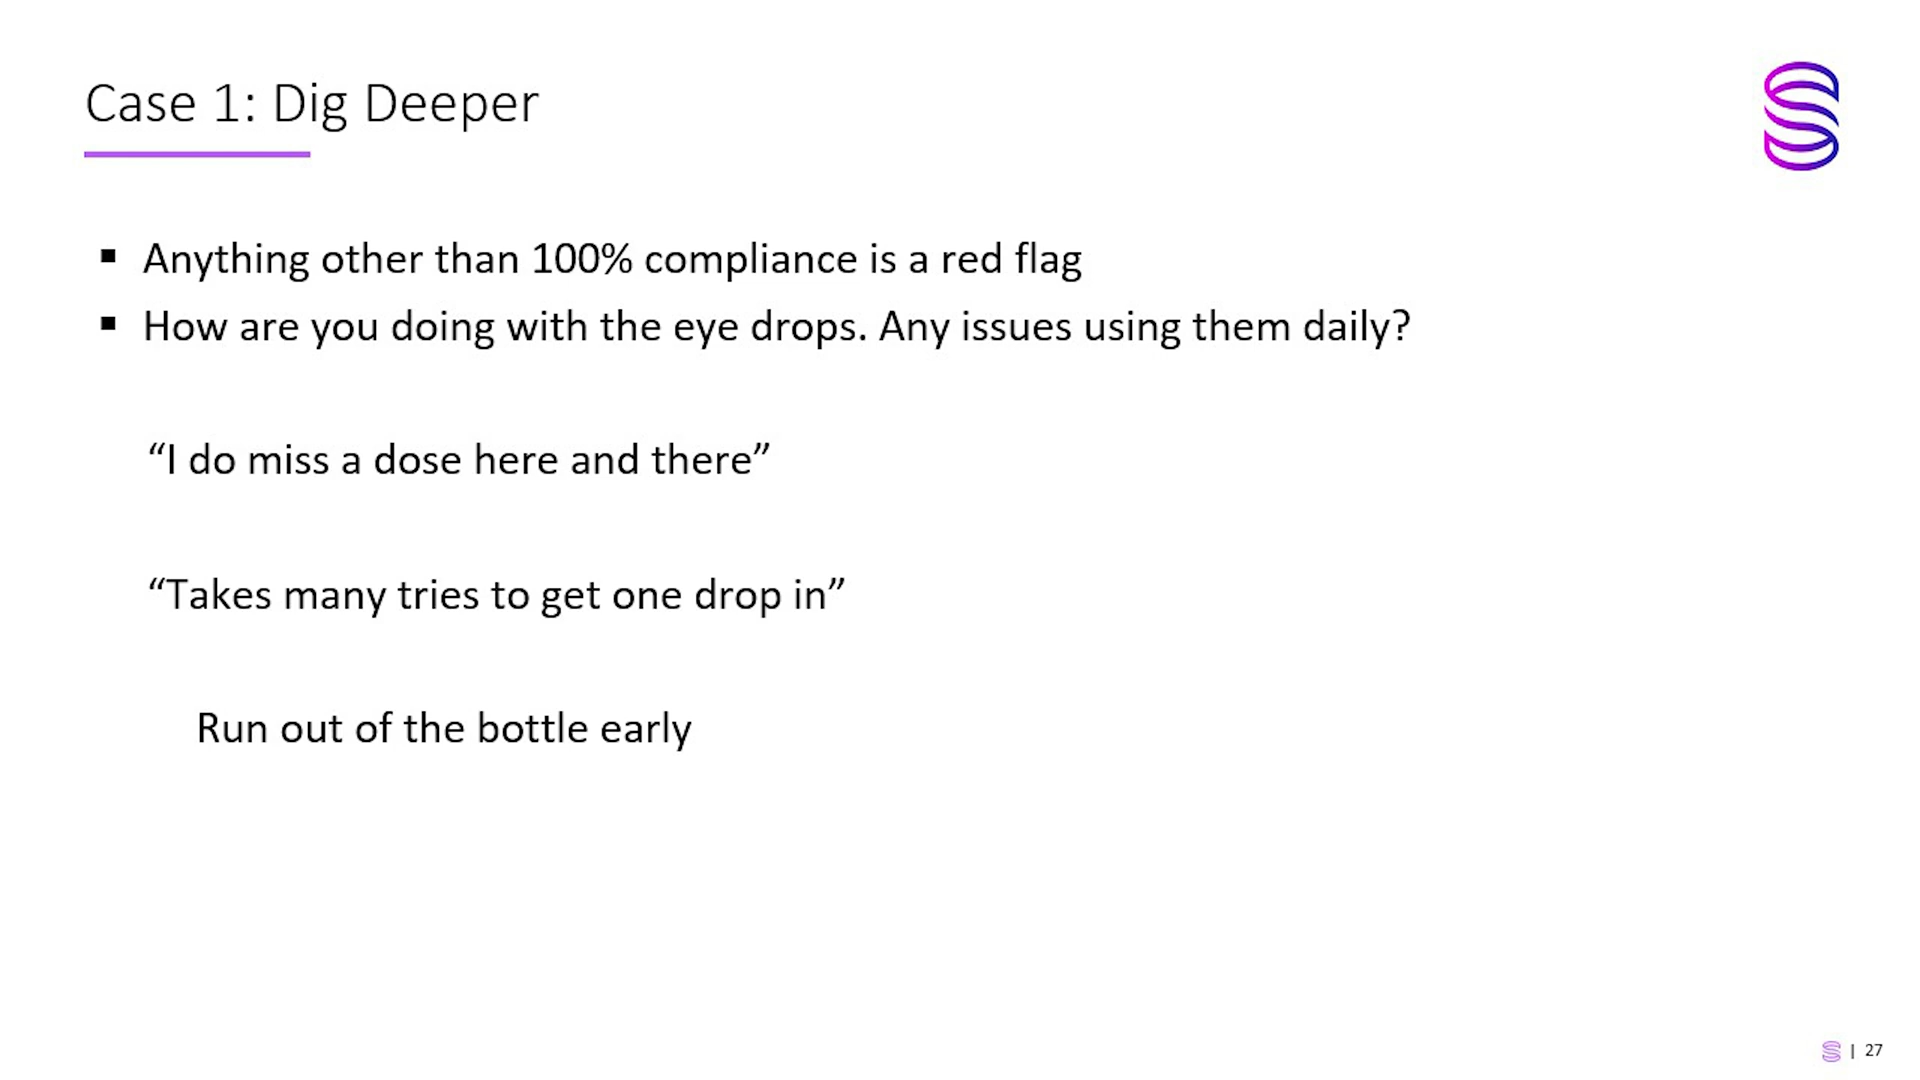 Case 1: Dig Deeper
▪ Anything other than 100% compliance is a red flag
▪ How are you doing with the eye drops. Any issues using them daily?
“I do miss a dose here and there”
“Takes many tries to get one drop in”
Run out of the bottle early
| 27